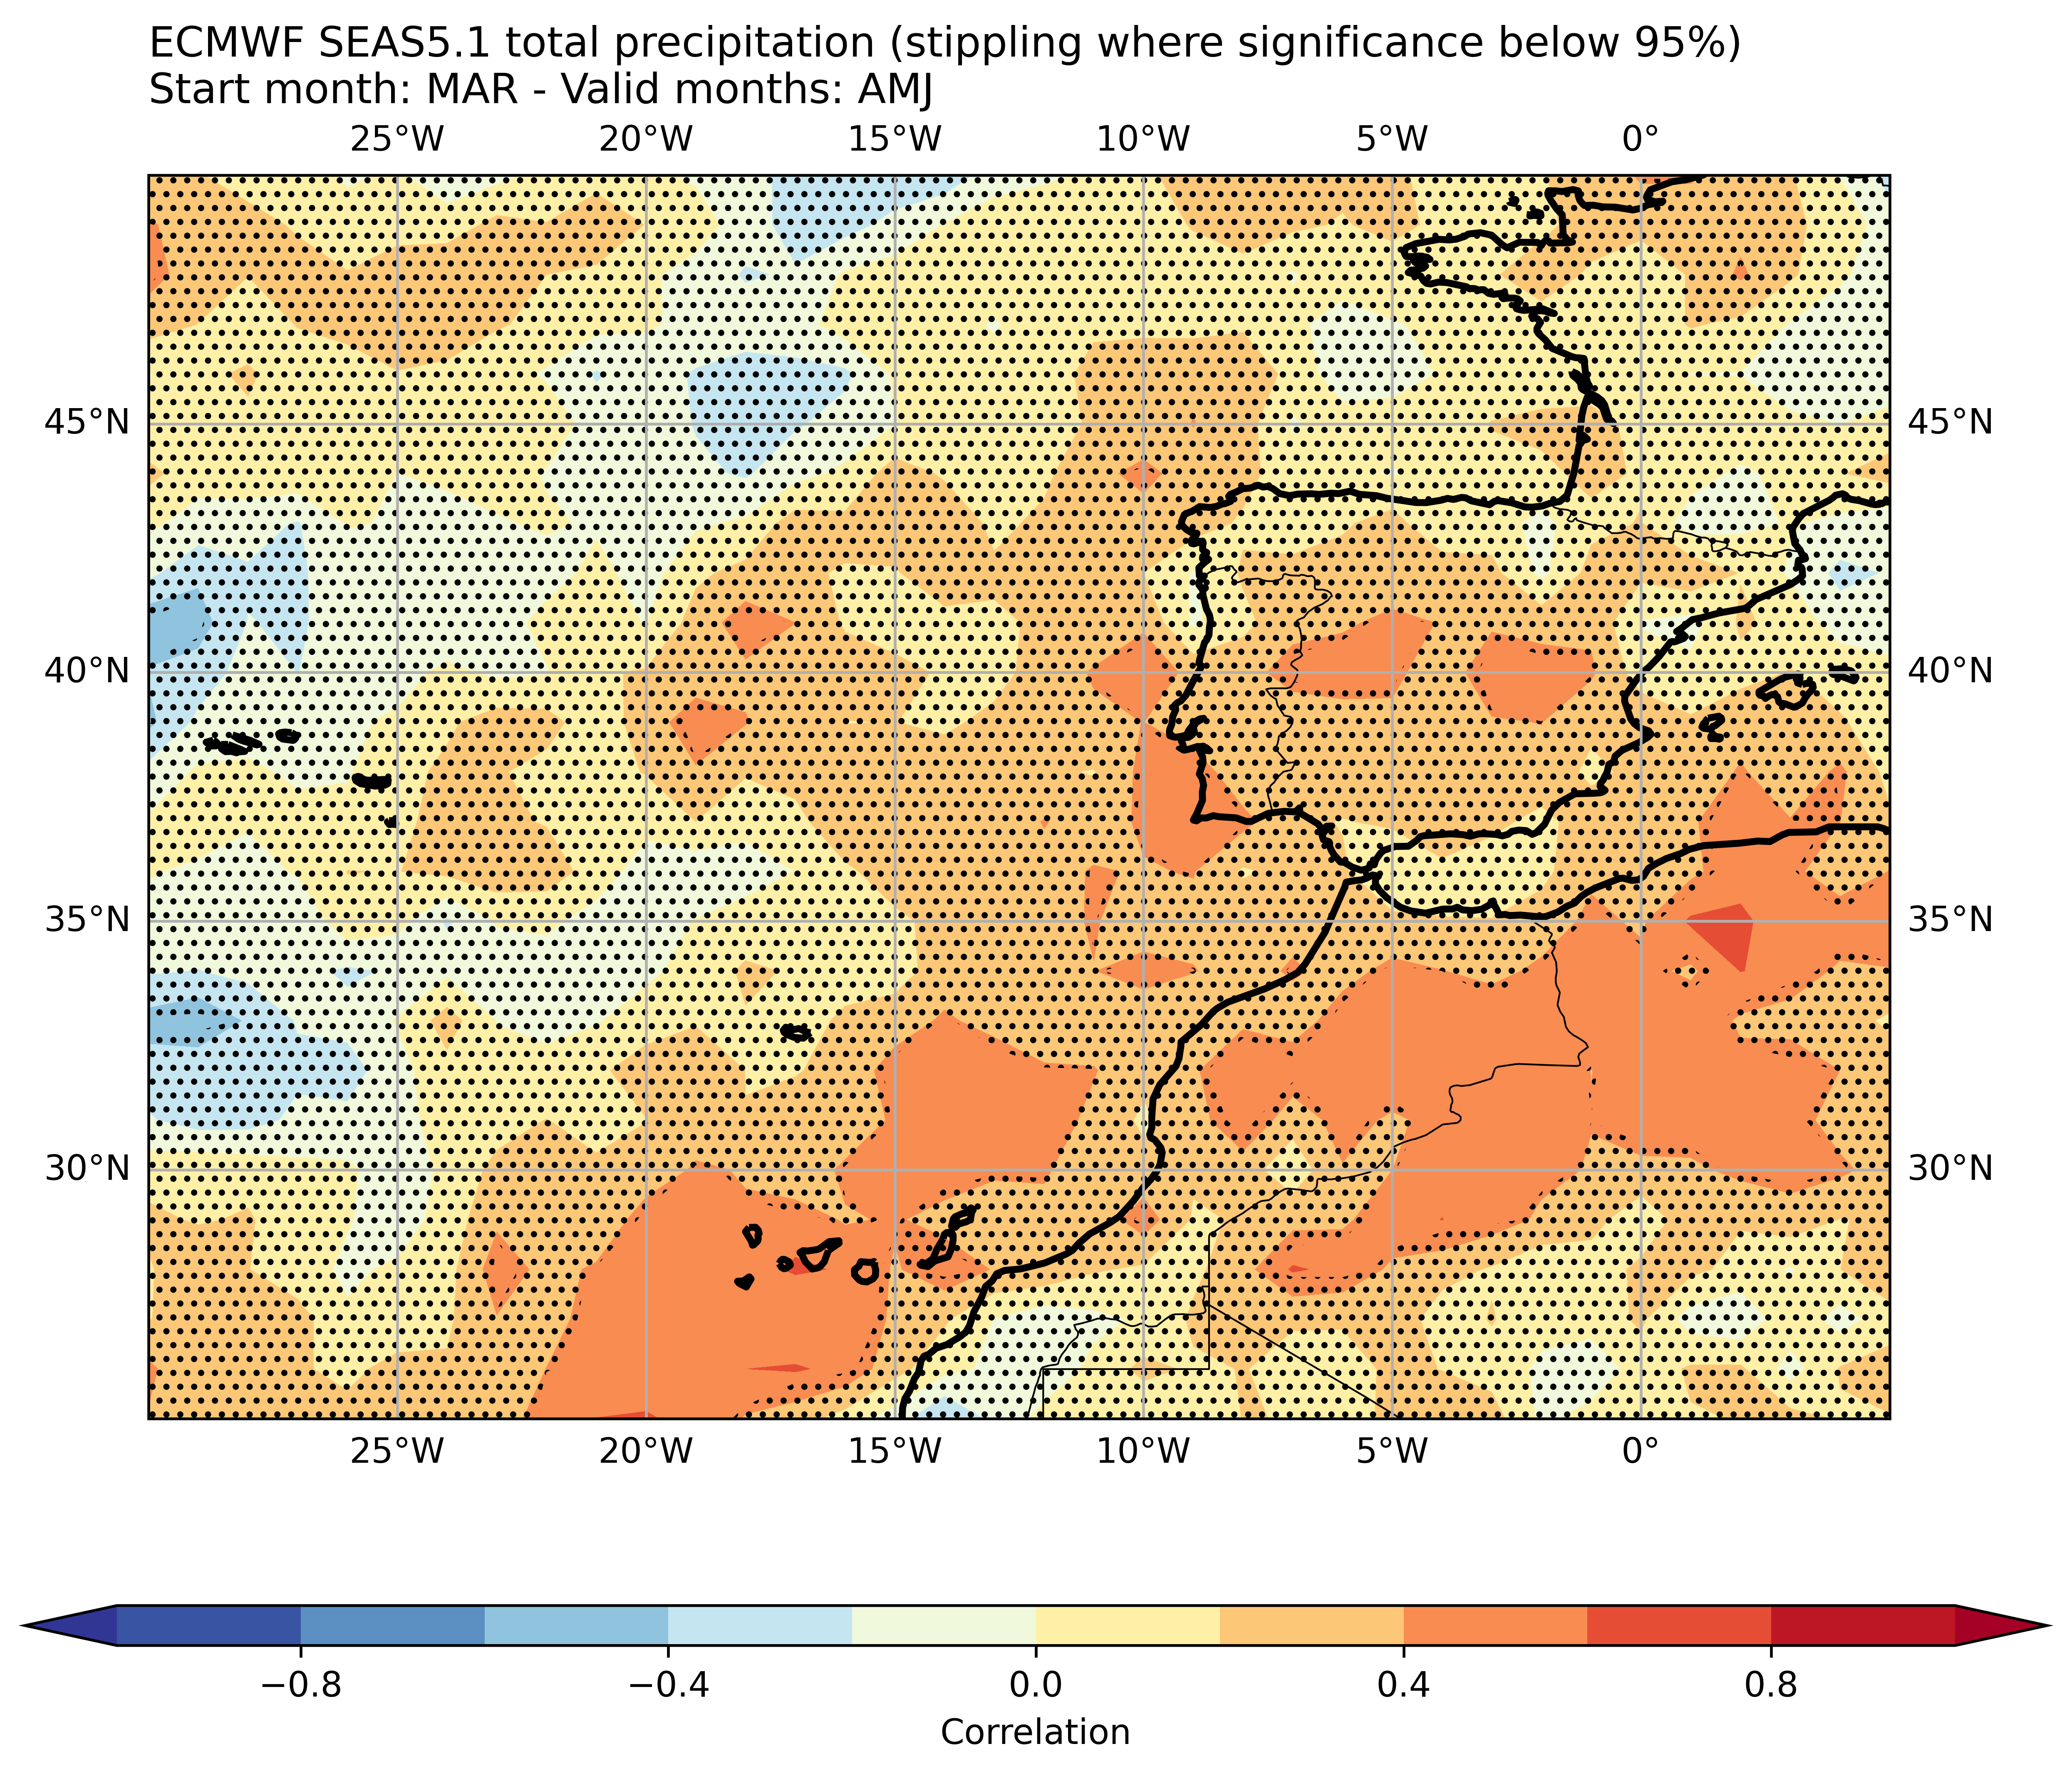 ECMWF SEAS5.1 total precipitation (stippling where significance below 95%)
Start month: MAR - Valid months: AMJ
25°W 20°W 15°W 10°W 5°W 0°
45°N 45°N
40°N 40°N
35°N 35°N
30°N 30°N
25°W 20°W 15°W 10°W 5°W 0°
−0.8 −0.4 0.0 0.4 0.8
Correlation